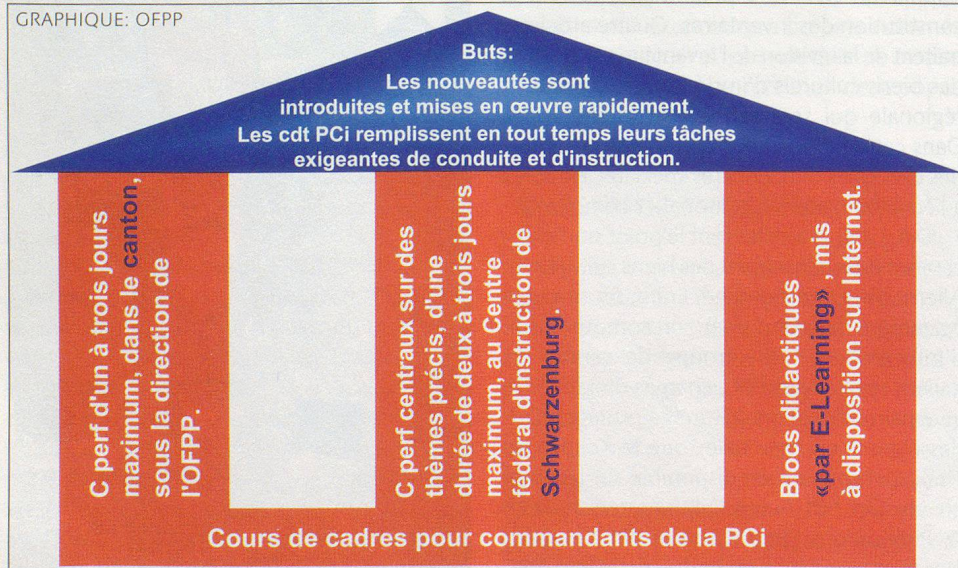 GRAPHIQUE: OFPP
Buts:
Les nouveautés sont
introduites et mises en œuvre rapidement.
Les cdt PCi remplissent en tout temps leurs tâches
exigeantes de conduite et d'instruction.
C perf d'un à trois jours
maximum, dans le canton,
sous la direction de
l'OFPP.
C perf centraux sur des
thèmes précis, d'une
durée de deux à trois jours
maximum, au Centre
fédéral d'instruction de
Schwarzenburg.
Blocs didactiques
«par E-Learning» , mis
à disposition sur Internet.
Cours de cadres pour commandants de la PCi